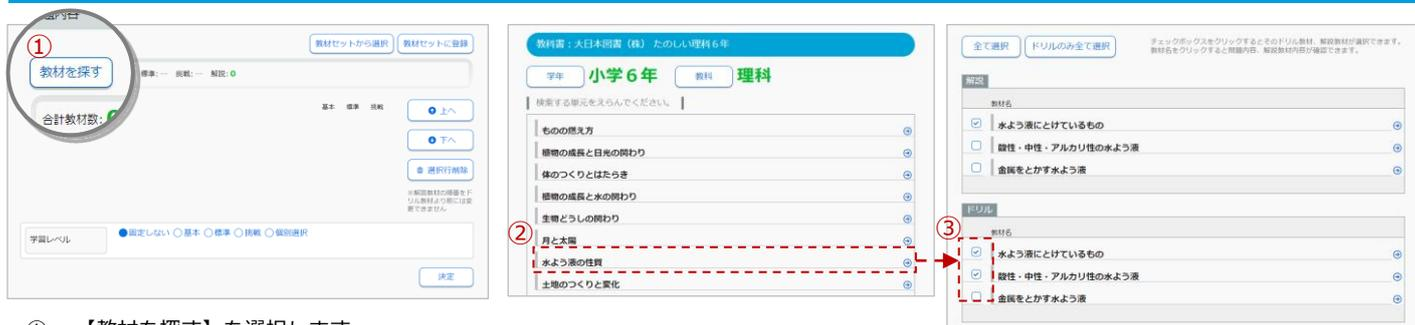 ①
教材を探す
教材セットから選択 教材セットに登録
標準:-- 挑戦:-- 解説:0
合計教材数:
基本 標準 挑戦
上へ
下へ
選択行削除
※解説教材の順番をド
リル教材より前には変
更できません
学習レベル
固定しない 基本 標準 挑戦 個別選択
決定
教科書:大日本図書(株) たのしい理科6年
学年 小学6年 教科 理科
検索する単元をえらんでください。
ものの燃え方
植物の成長と日光の関わり
体のつくりとはたらき
植物の成長と水の関わり
生物どうしの関わり
②
月と太陽
水よう液の性質
土地のつくりと変化
全て選択 ドリルのみ全て選択
チェックボックスをクリックするとそのドリル教材、解説教材が選択できます。
教材名をクリックすると問題内容、解説教材内容が確認できます。
解説
教材名
水よう液にとけているもの
酸性・中性・アルカリ性の水よう液
金属をとかす水よう液
ドリル
③
教材名
水よう液にとけているもの
酸性・中性・アルカリ性の水よう液
金属をとかす水よう液
① 【教材を探す】を選択します